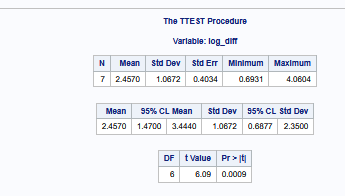 The TTEST Procedure
Variable: log_diff
N Mean Std Dev Std Err Minimum Maximum
7 2.4570 1.0672 0.4034 0.6931 4.0604
Mean 95% CL Mean Std Dev 95% CL Std Dev
2.4570 1.4700 3.4440 1.0672 0.6877 2.3500
DF t Value Pr > |t|
6 6.09 0.0009